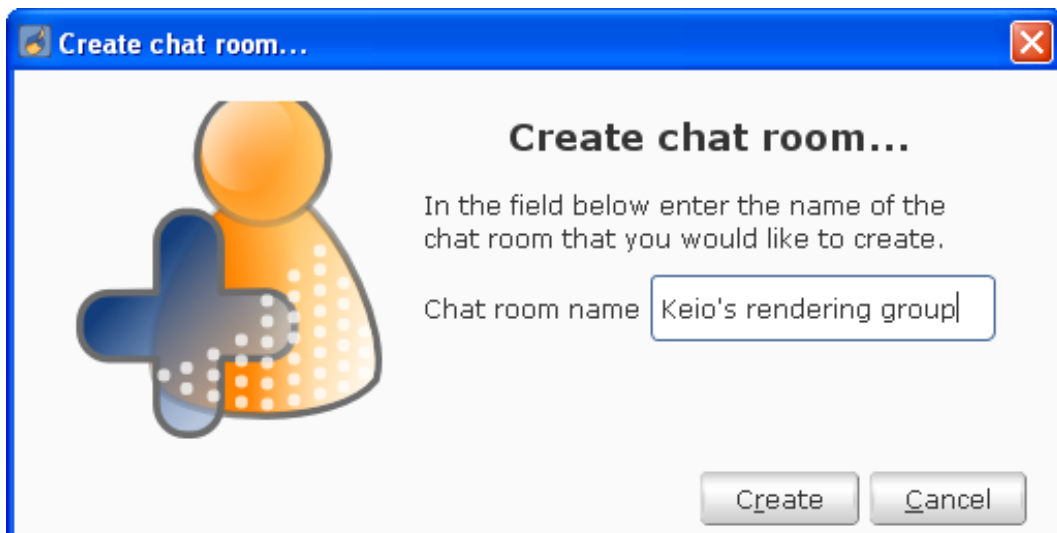 Create chat room...
Create chat room...
In the field below enter the name of the
chat room that you would like to create.
Chat room name Keio's rendering group
Create Cancel